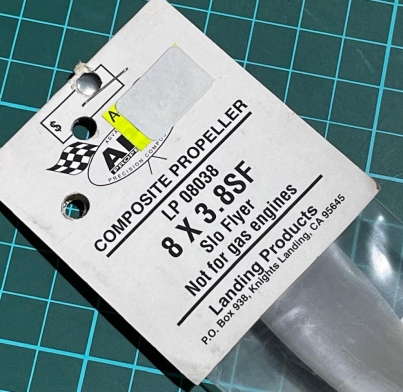 $
COMPOSITE PROPELLER
LP 08038
8 X 3.8SF
Slo Flyer
Not for gas engines
Landing Products
P.O. Box 938, Knights Landing, CA 95645